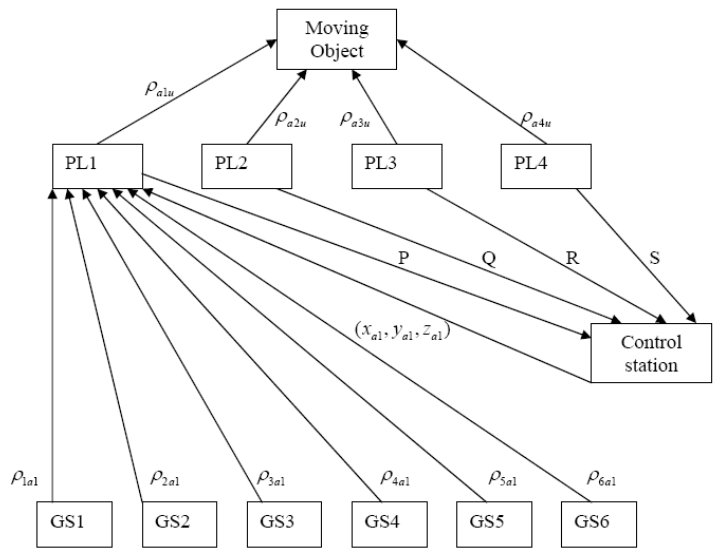 Moving
Object
ρa1u
ρa2u
ρa3u
ρa4u
PL1
PL2
PL3
PL4
P
Q
R
S
(xa1, ya1, za1)
Control
station
ρ1a1
ρ2a1
ρ3a1
ρ4a1
ρ5a1
ρ6a1
GS1
GS2
GS3
GS4
GS5
GS6